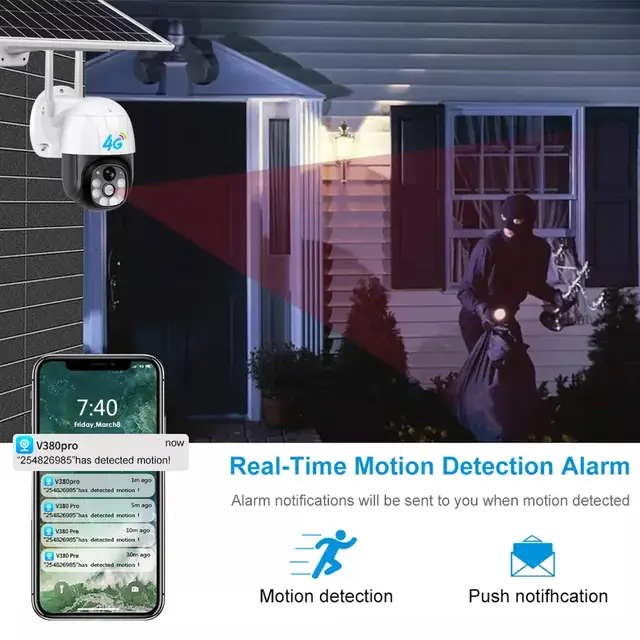 4G
7:40
Friday,March8
V380pro
now
"254826985"has detected motion!
V380pro
1m ago
"254826985"has detected motion !
V380 Pro
5m ago
"254826985"has detected motion !
V380 Pro
10m ago
"254826985"has detected motion !
V380 Pro
30m ago
"254826985"has detected motion !
Real-Time Motion Detection Alarm
Alarm notifications will be sent to you when motion detected
Motion detection
Push notifhcation